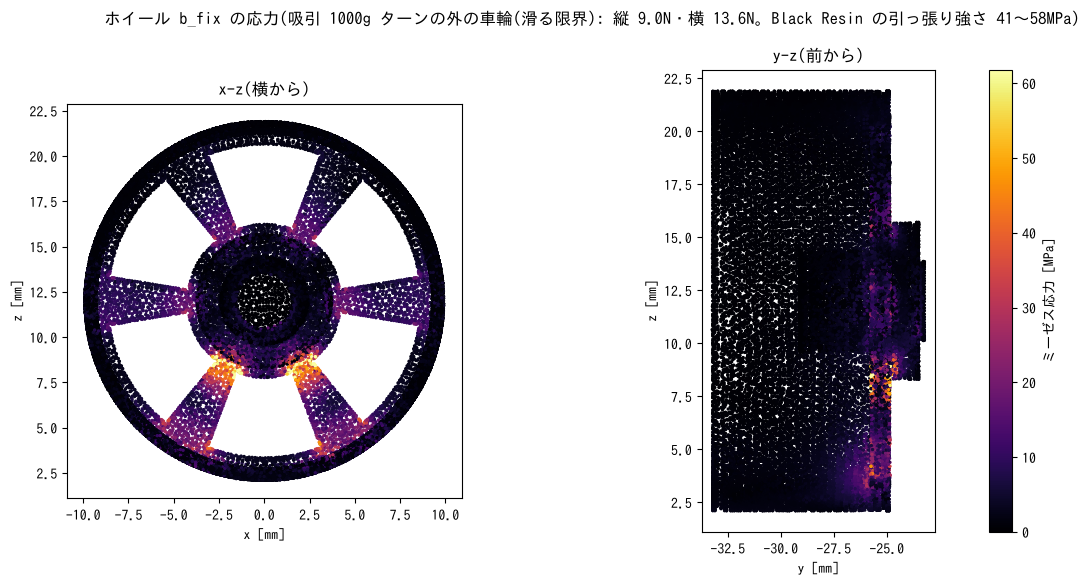 ホイール b_fix の応力(吸引 1000g ターンの外の車輪(滑る限界): 縦 9.0N・横 13.6N。Black Resin の引っ張り強さ 41〜58MPa)
x-z(横から)
22.5
20.0
17.5
15.0
12.5
10.0
7.5
5.0
2.5
z [mm]
-10.0 -7.5 -5.0 -2.5 0.0 2.5 5.0 7.5 10.0
x [mm]
y-z(前から)
22.5
20.0
17.5
15.0
12.5
10.0
7.5
5.0
2.5
z [mm]
-32.5 -30.0 -27.5 -25.0
y [mm]
60
50
40
30
20
10
0
ミーゼス応力 [MPa]